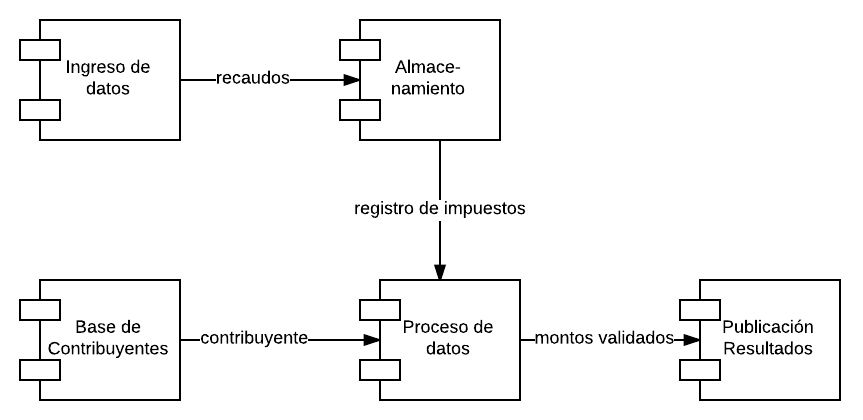 Ingreso de
datos
recaudos
Almace-
namiento
registro de impuestos
Base de
Contribuyentes
contribuyente
Proceso de
datos
montos validados
Publicación
Resultados